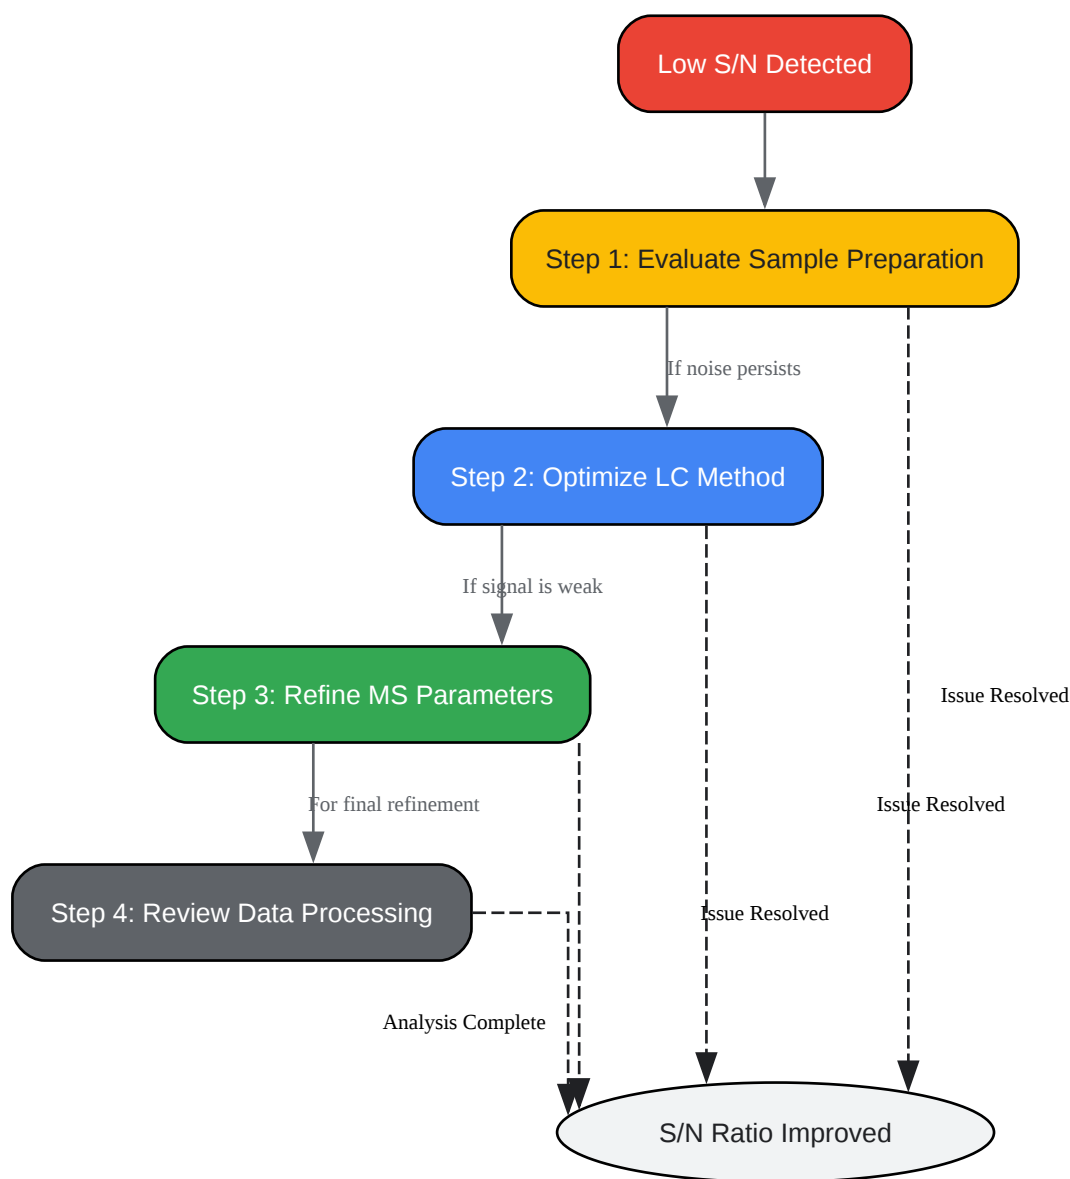 Low S/N Detected
Step 1: Evaluate Sample Preparation
If noise persists
Step 2: Optimize LC Method
If signal is weak
Step 3: Refine MS Parameters
Issue Resolved
For final refinement
Issue Resolved
Step 4: Review Data Processing
Issue Resolved
Analysis Complete
S/N Ratio Improved